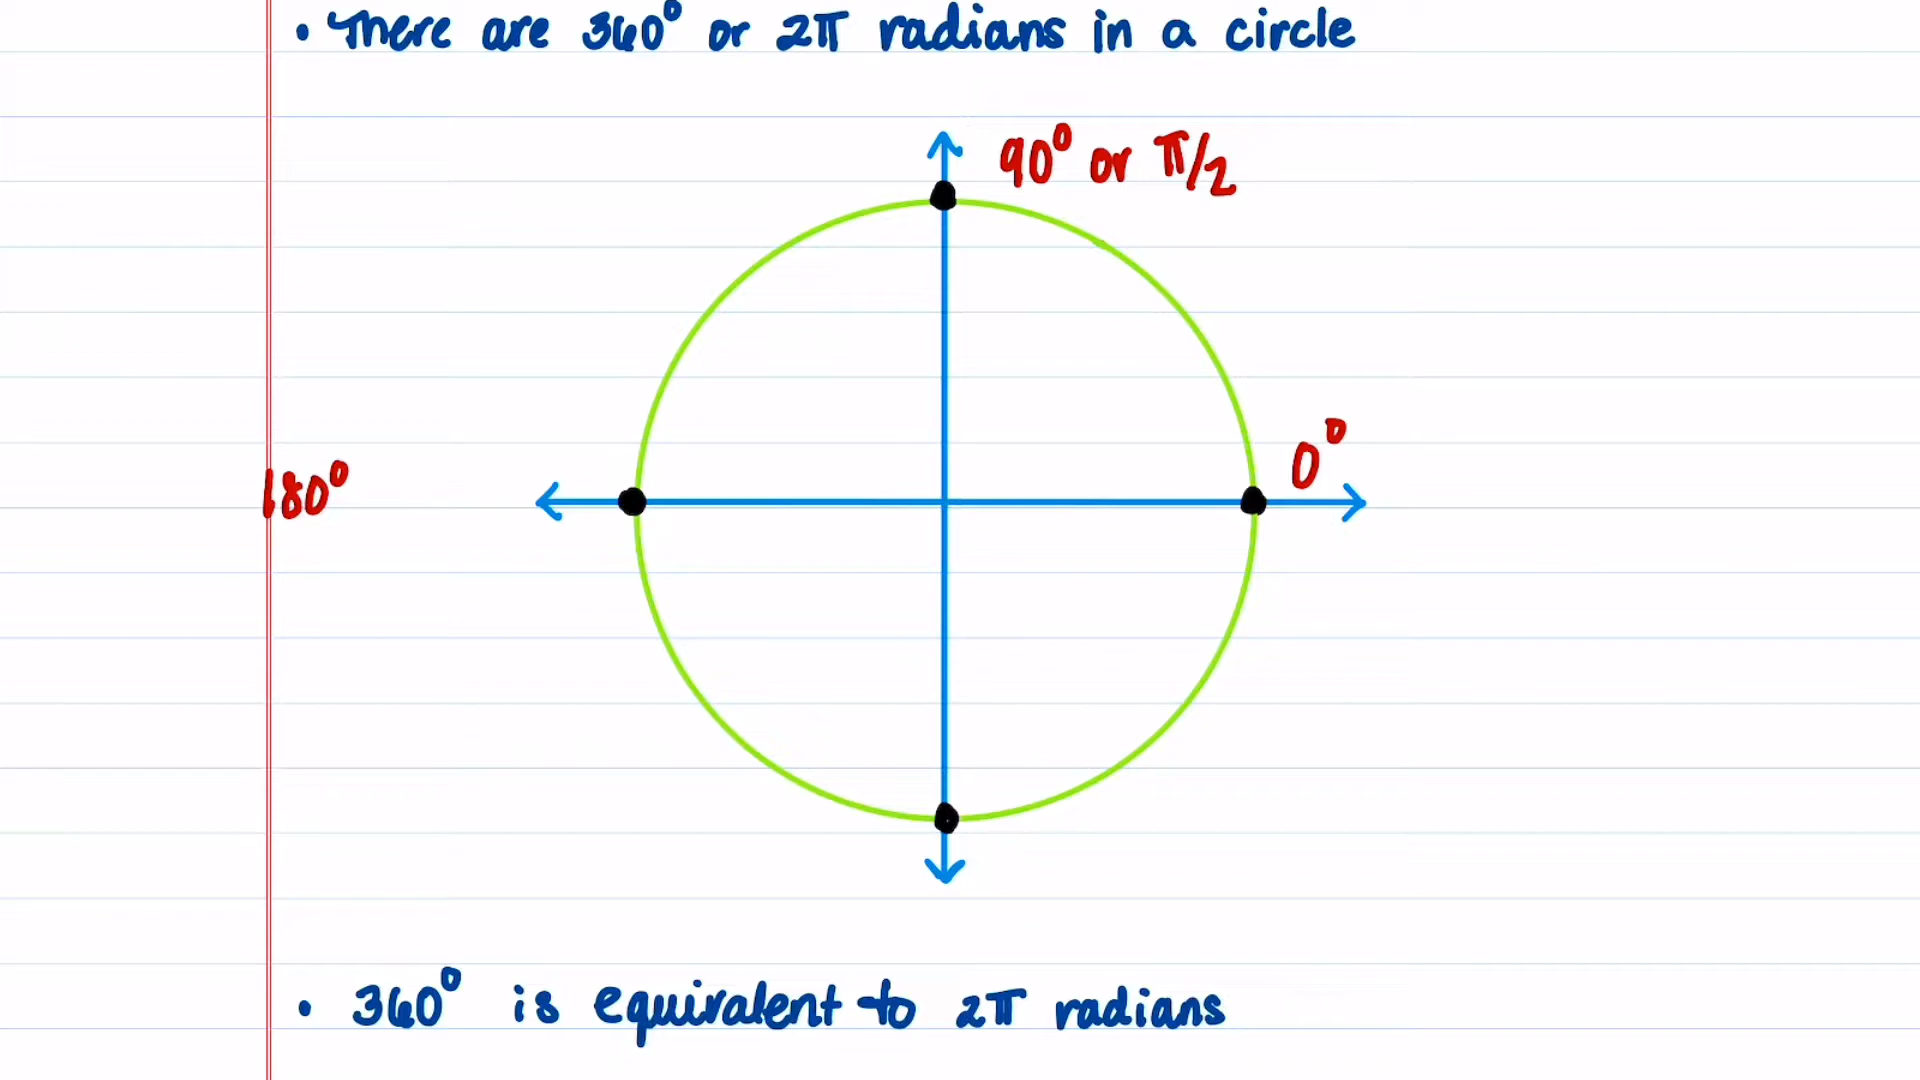 • There are 360° or 2π radians in a circle
90° or π/2
0°
180°
• 360° is equivalent to 2π radians